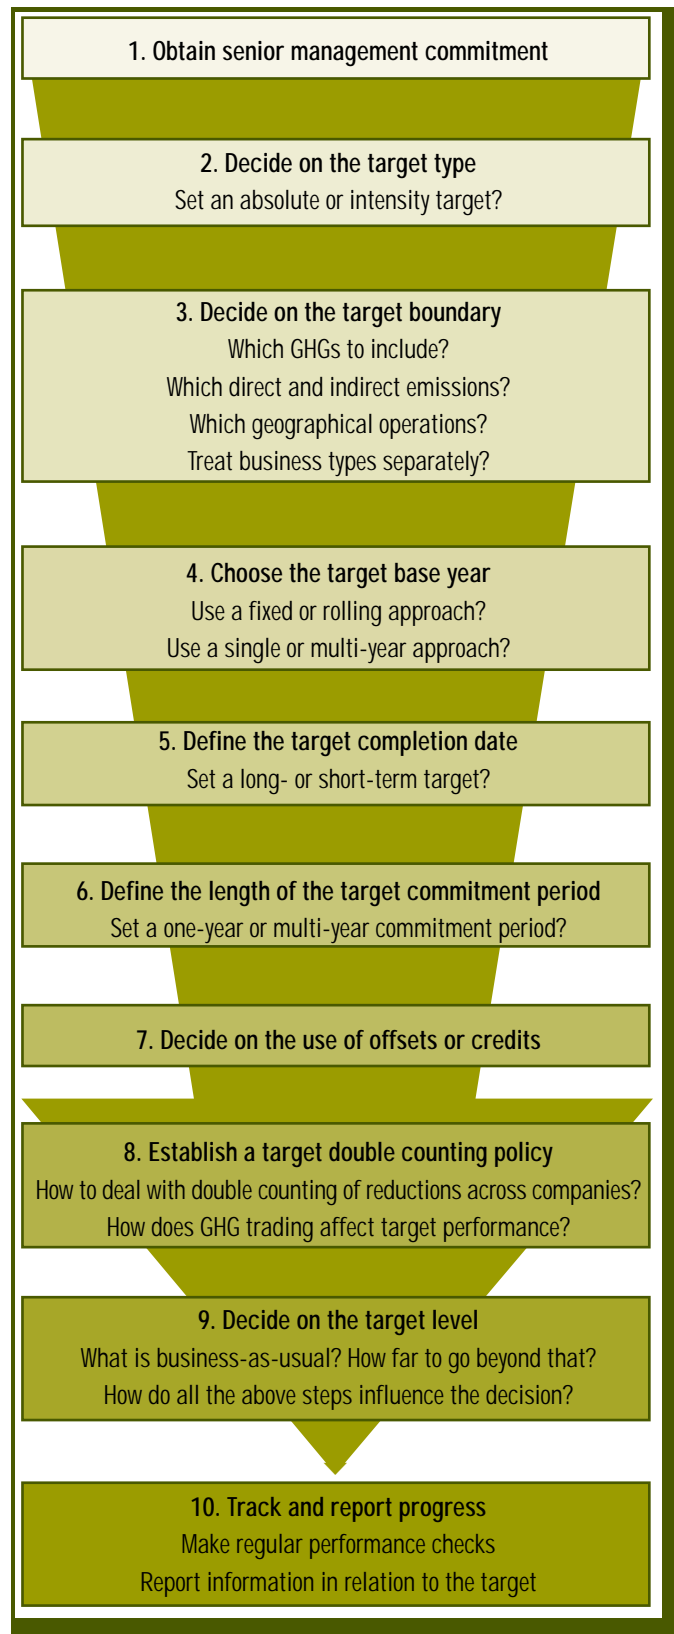 1. Obtain senior management commitment
2. Decide on the target type
Set an absolute or intensity target?
3. Decide on the target boundary
Which GHGs to include?
Which direct and indirect emissions?
Which geographical operations?
Treat business types separately?
4. Choose the target base year
Use a fixed or rolling approach?
Use a single or multi-year approach?
5. Define the target completion date
Set a long- or short-term target?
6. Define the length of the target commitment period
Set a one-year or multi-year commitment period?
7. Decide on the use of offsets or credits
8. Establish a target double counting policy
How to deal with double counting of reductions across companies?
How does GHG trading affect target performance?
9. Decide on the target level
What is business-as-usual? How far to go beyond that?
How do all the above steps influence the decision?
10. Track and report progress
Make regular performance checks
Report information in relation to the target